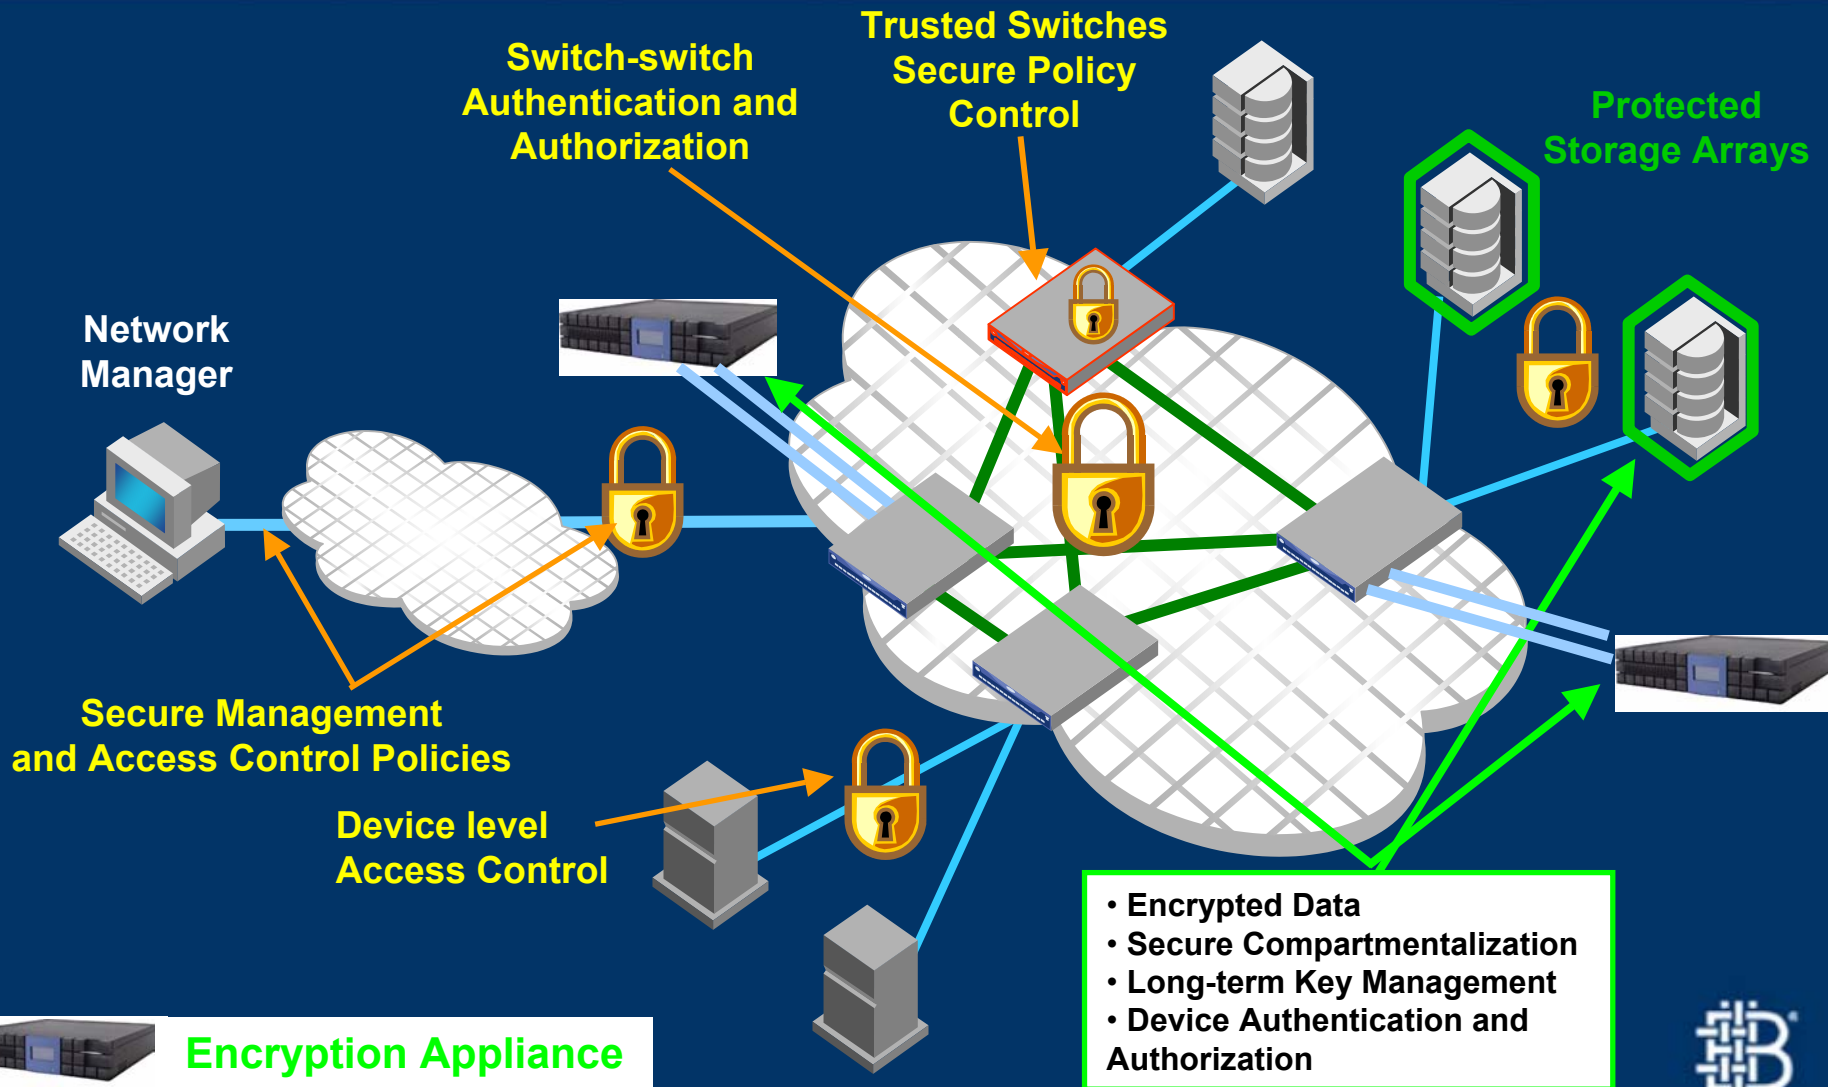 Trusted Switches
Secure Policy
Control
Switch-switch
Authentication and
Authorization
Protected
Storage Arrays
Network
Manager
Secure Management
and Access Control Policies
Device level
Access Control
• Encrypted Data
• Secure Compartmentalization
• Long-term Key Management
• Device Authentication and
Authorization
Encryption Appliance
B